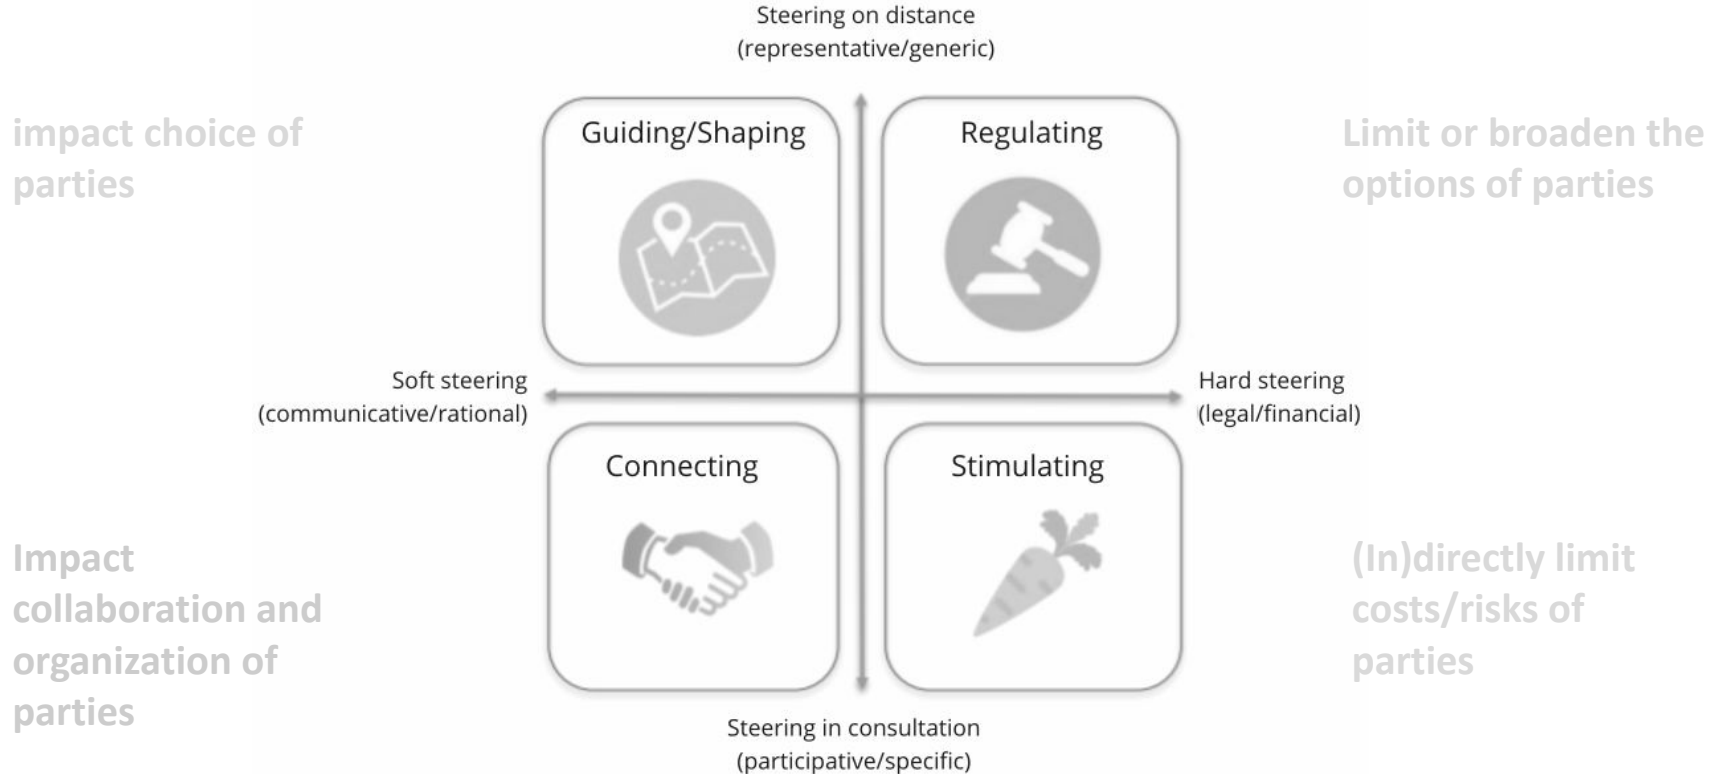 Steering on distance
(representative/generic)
impact choice of
parties
Guiding/Shaping
Regulating
Limit or broaden the
options of parties
Soft steering
(communicative/rational)
Hard steering
(legal/financial)
Connecting
Stimulating
Impact
collaboration and
organization of
parties
(In)directly limit
costs/risks of
parties
Steering in consultation
(participative/specific)